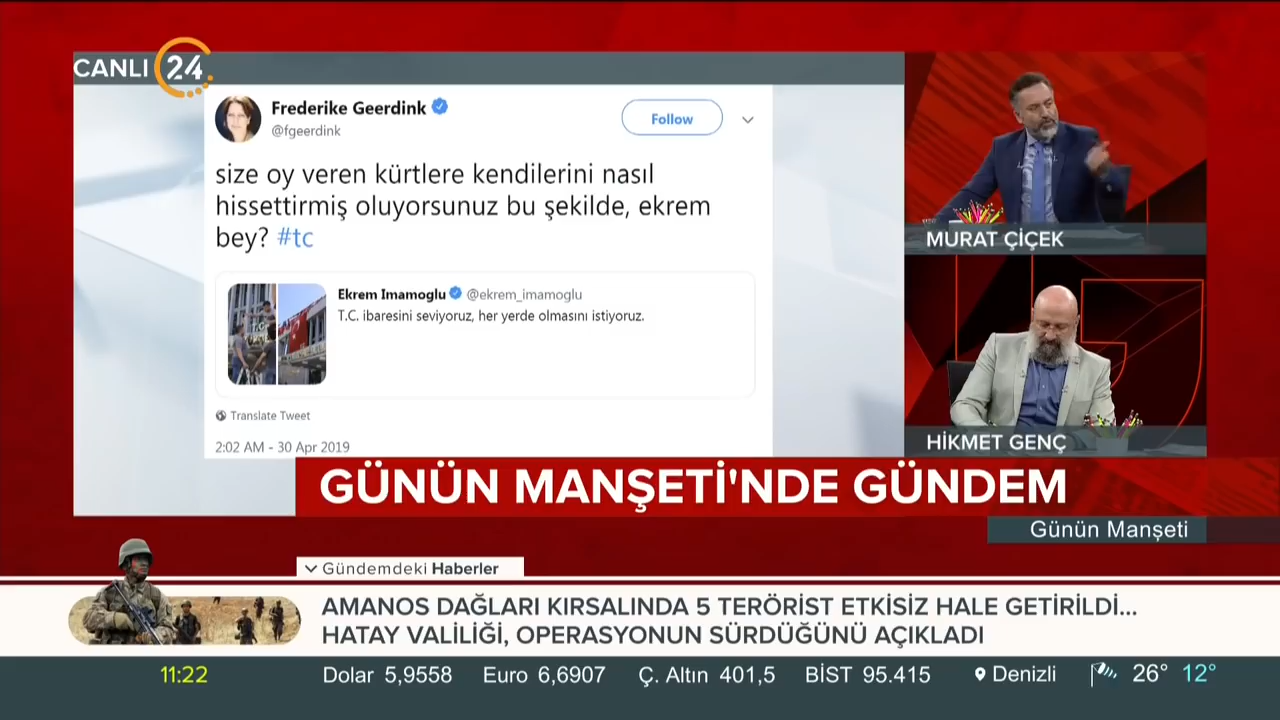 CANLI 24
Frederike Geerdink
@fgeerdink
Follow
size oy veren kürtlere kendilerini nasıl
hissettirmiş oluyorsunuz bu şekilde, ekrem
bey? #tc
Ekrem Imamoglu @ekrem_imamoglu
T.C. ibaresini seviyoruz, her yerde olmasını istiyoruz.
Translate Tweet
2:02 AM - 30 Apr 2019
MURAT ÇİÇEK
HİKMET GENÇ
GÜNÜN MANŞETİ'NDE GÜNDEM
Günün Manşeti
Gündemdeki Haberler
AMANOS DAĞLARI KIRSALINDA 5 TERÖRİST ETKİSİZ HALE GETİRİLDİ...
HATAY VALİLİĞİ, OPERASYONUN SÜRDÜĞÜNÜ AÇIKLADI
11:22 Dolar 5,9558 Euro 6,6907 Ç. Altın 401,5 BİST 95.415 Denizli 26° 12°